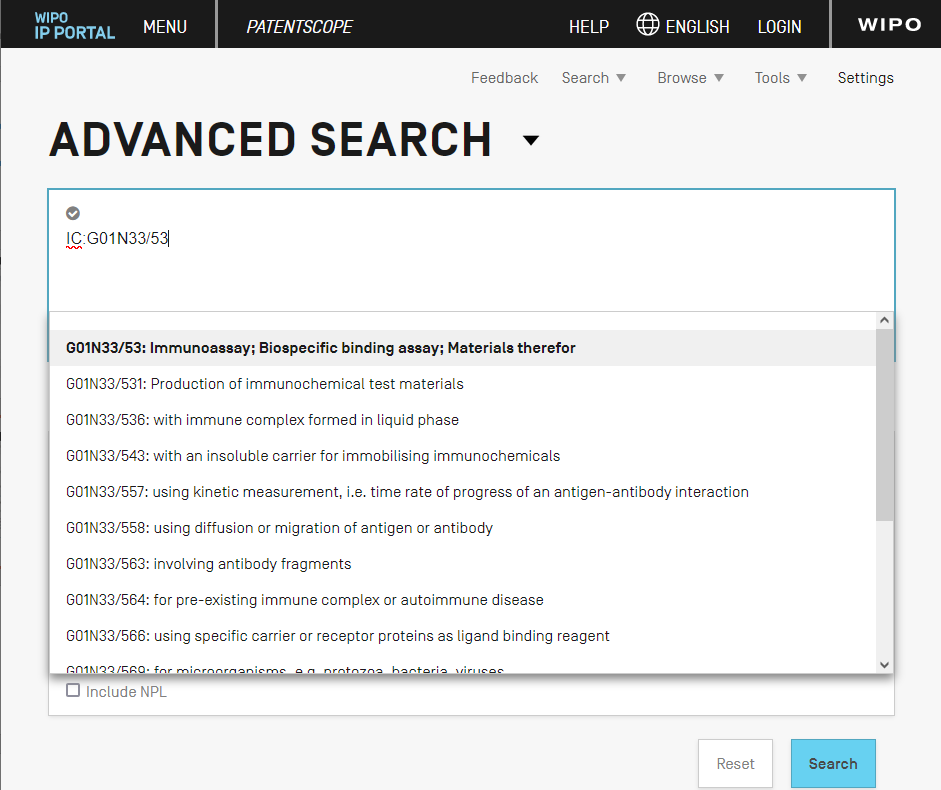 WIPO
IP PORTAL
MENU
PATENTSCOPE
HELP
ENGLISH
LOGIN
WIPO
Feedback
Search
Browse
Tools
Settings
ADVANCED SEARCH
IC:G01N33/53
G01N33/53: Immunoassay; Biospecific binding assay; Materials therefor
G01N33/531: Production of immunochemical test materials
G01N33/536: with immune complex formed in liquid phase
G01N33/543: with an insoluble carrier for immobilising immunochemicals
G01N33/557: using kinetic measurement, i.e. time rate of progress of an antigen-antibody interaction
G01N33/558: using diffusion or migration of antigen or antibody
G01N33/563: involving antibody fragments
G01N33/564: for pre-existing immune complex or autoimmune disease
G01N33/566: using specific carrier or receptor proteins as ligand binding reagent
G01N33/569: for microorganisms, e.g. protozoa, bacteria, viruses
Include NPL
Reset
Search